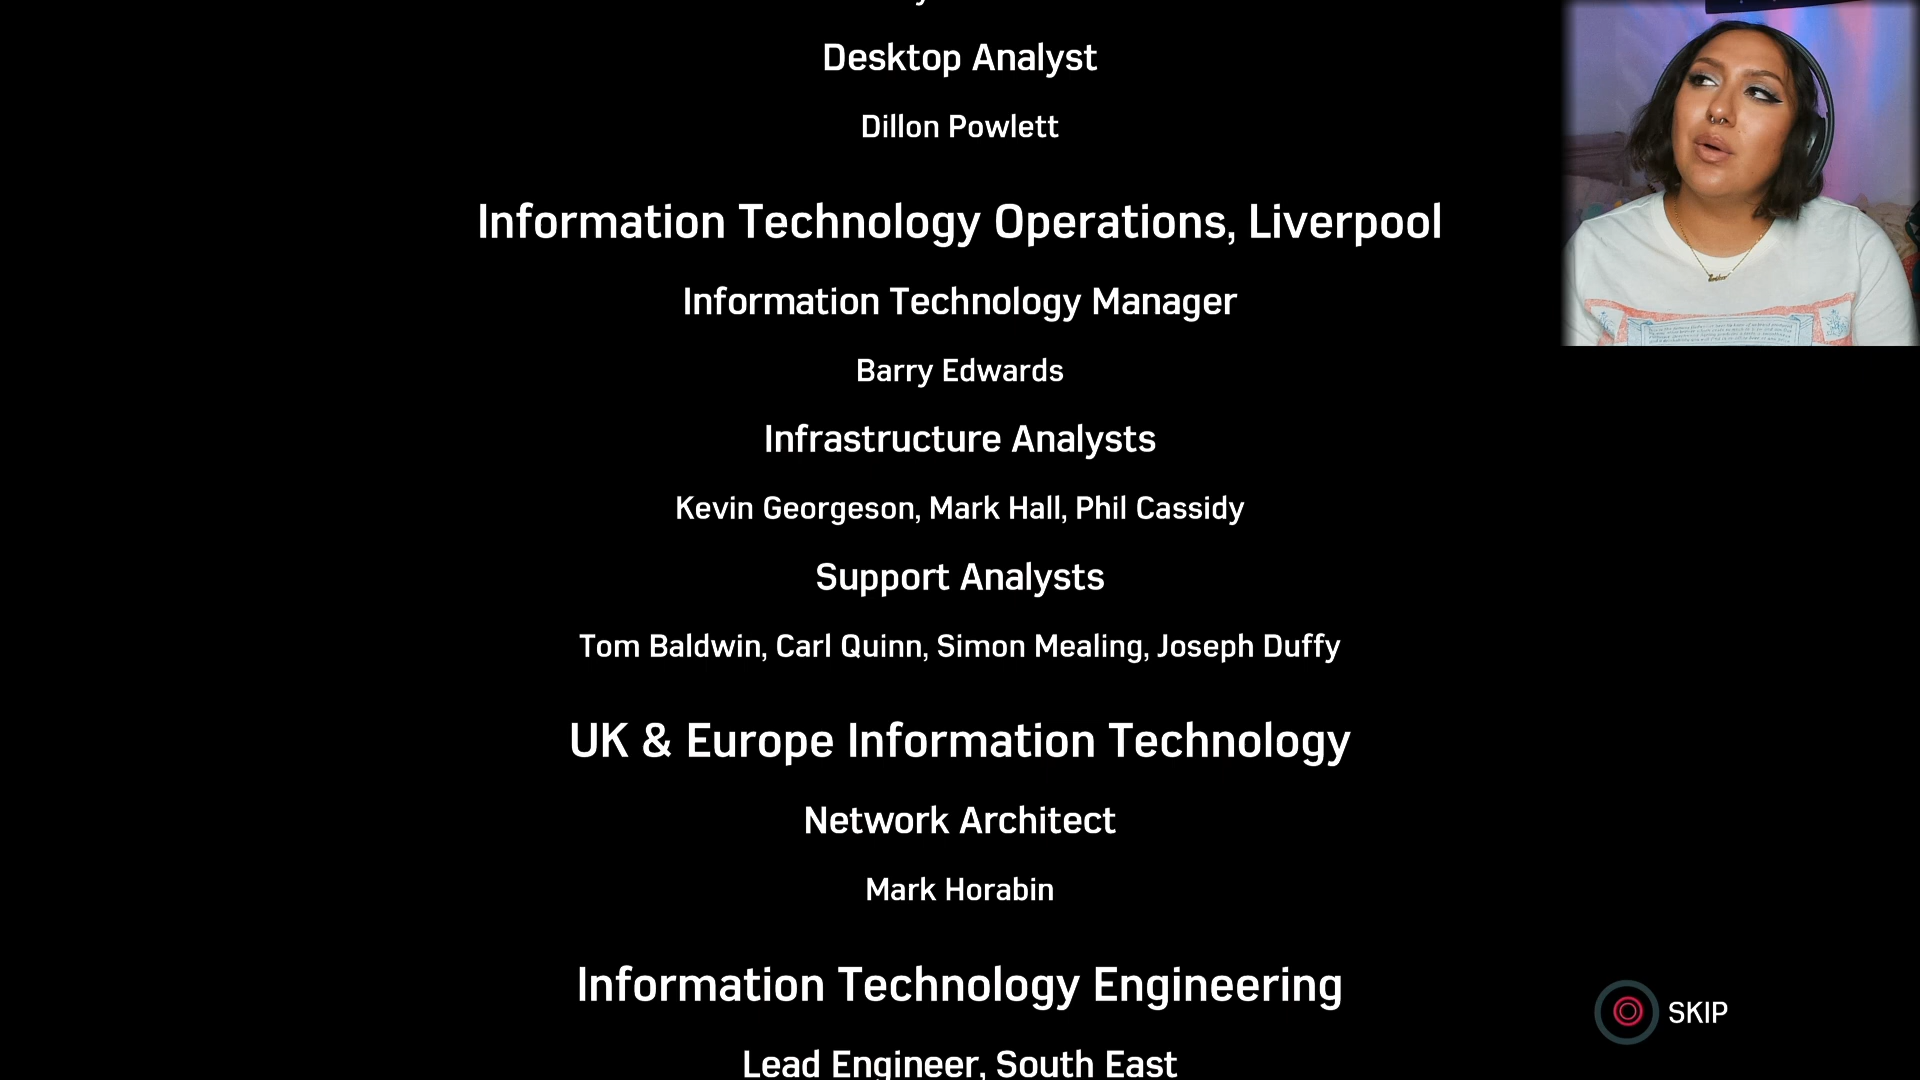 Desktop Analyst
Dillon Powlett
Information Technology Operations, Liverpool
Information Technology Manager
Barry Edwards
Infrastructure Analysts
Kevin Georgeson, Mark Hall, Phil Cassidy
Support Analysts
Tom Baldwin, Carl Quinn, Simon Mealing, Joseph Duffy
UK & Europe Information Technology
Network Architect
Mark Horabin
Information Technology Engineering
SKIP
Lead Engineer, South East